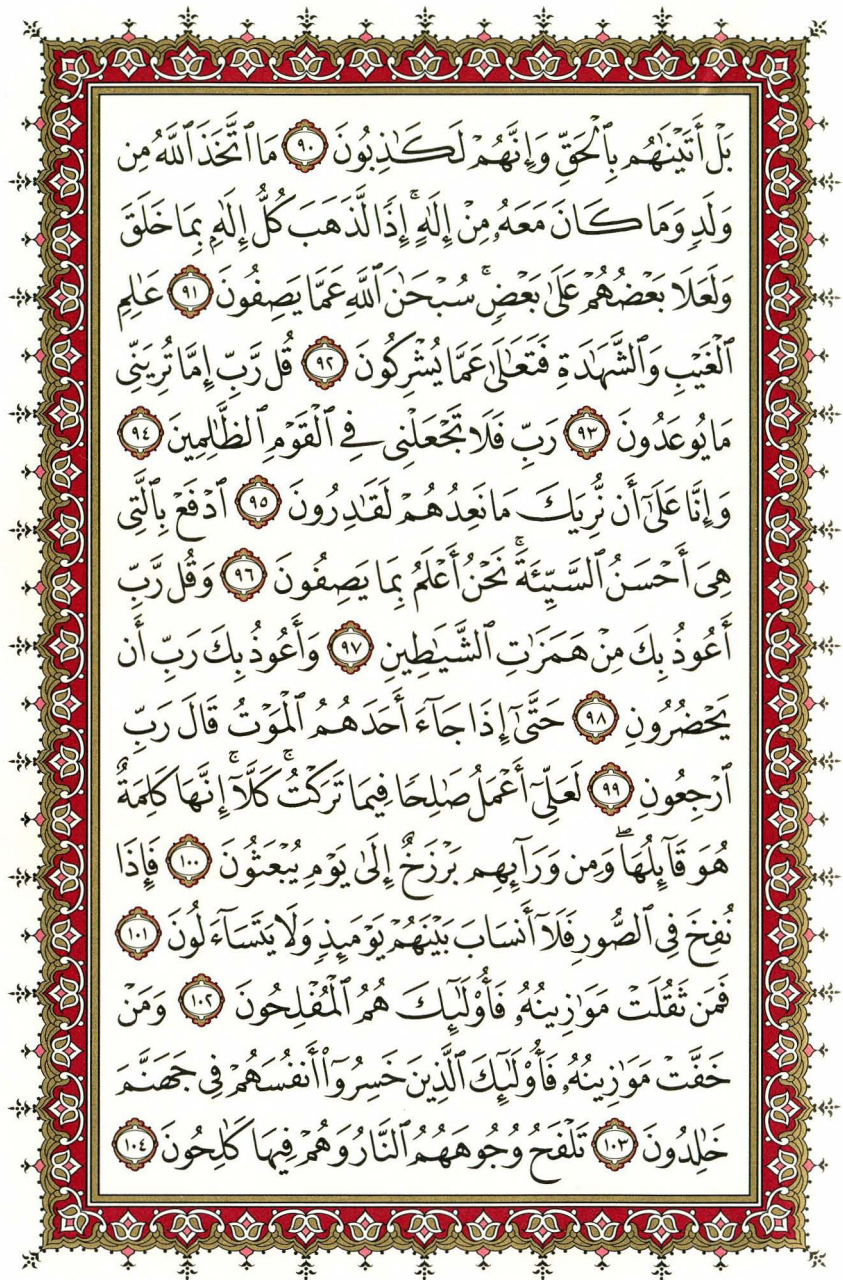 بَلْ أَتَيْنَٰهُم بِٱلْحَقِّ وَإِنَّهُمْ لَكَٰذِبُونَ ٩٠ مَا ٱتَّخَذَ ٱللَّهُ مِن
وَلَدٍ وَمَا كَانَ مَعَهُۥ مِنْ إِلَٰهٍ ۚ إِذًا لَّذَهَبَ كُلُّ إِلَٰهٍۭ بِمَا خَلَقَ
وَلَعَلَا بَعْضُهُمْ عَلَىٰ بَعْضٍ ۚ سُبْحَٰنَ ٱللَّهِ عَمَّا يَصِفُونَ ٩١ عَٰلِمِ
ٱلْغَيْبِ وَٱلشَّهَٰدَةِ فَتَعَٰلَىٰ عَمَّا يُشْرِكُونَ ٩٢ قُل رَّبِّ إِمَّا تُرِيَنِّى
مَا يُوعَدُونَ ٩٣ رَبِّ فَلَا تَجْعَلْنِى فِى ٱلْقَوْمِ ٱلظَّٰلِمِينَ ٩٤
وَإِنَّا عَلَىٰٓ أَن نُّرِيَكَ مَا نَعِدُهُمْ لَقَٰدِرُونَ ٩٥ ٱدْفَعْ بِٱلَّتِى
هِىَ أَحْسَنُ ٱلسَّيِّئَةَ ۚ نَحْنُ أَعْلَمُ بِمَا يَصِفُونَ ٩٦ وَقُل رَّبِّ
أَعُوذُ بِكَ مِنْ هَمَزَٰتِ ٱلشَّيَٰطِينِ ٩٧ وَأَعُوذُ بِكَ رَبِّ أَن
يَحْضُرُونِ ٩٨ حَتَّىٰٓ إِذَا جَآءَ أَحَدَهُمُ ٱلْمَوْتُ قَالَ رَبِّ
ٱرْجِعُونِ ٩٩ لَعَلِّىٓ أَعْمَلُ صَٰلِحًا فِيمَا تَرَكْتُ ۚ كَلَّآ ۚ إِنَّهَا كَلِمَةٌ
هُوَ قَآئِلُهَا ۖ وَمِن وَرَآئِهِم بَرْزَخٌ إِلَىٰ يَوْمِ يُبْعَثُونَ ١٠٠ فَإِذَا
نُفِخَ فِى ٱلصُّورِ فَلَآ أَنسَابَ بَيْنَهُمْ يَوْمَئِذٍ وَلَا يَتَسَآءَلُونَ ١٠١
فَمَن ثَقُلَتْ مَوَٰزِينُهُۥ فَأُو۟لَٰٓئِكَ هُمُ ٱلْمُفْلِحُونَ ١٠٢ وَمَنْ
خَفَّتْ مَوَٰزِينُهُۥ فَأُو۟لَٰٓئِكَ ٱلَّذِينَ خَسِرُوٓا۟ أَنفُسَهُمْ فِى جَهَنَّمَ
خَٰلِدُونَ ١٠٣ تَلْفَحُ وُجُوهَهُمُ ٱلنَّارُ وَهُمْ فِيهَا كَٰلِحُونَ ١٠٤